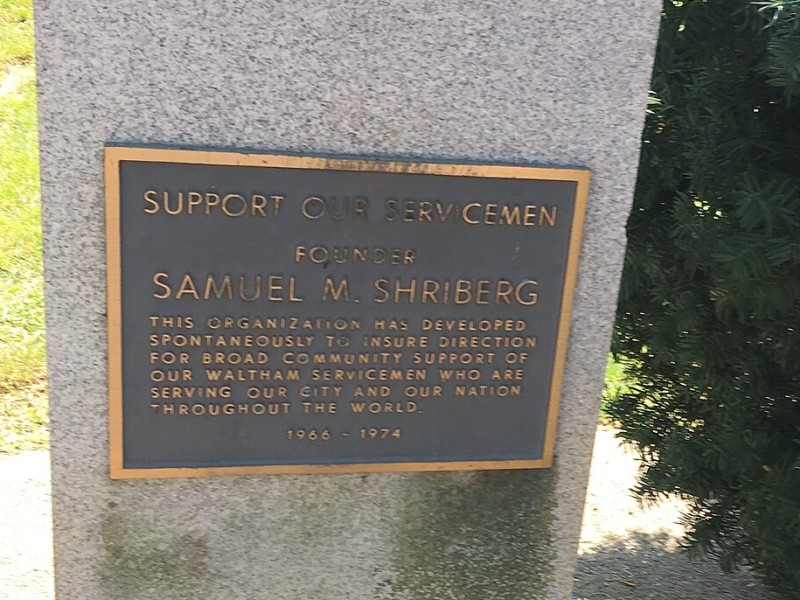 SUPPORT OUR SERVICEMEN
FOUNDER
SAMUEL M. SHRIBERG
THIS ORGANIZATION HAS DEVELOPED
SPONTANEOUSLY TO INSURE DIRECTION
FOR BROAD COMMUNITY SUPPORT OF
OUR WALTHAM SERVICEMEN WHO ARE
SERVING OUR CITY AND OUR NATION
THROUGHOUT THE WORLD.
1966 - 1974